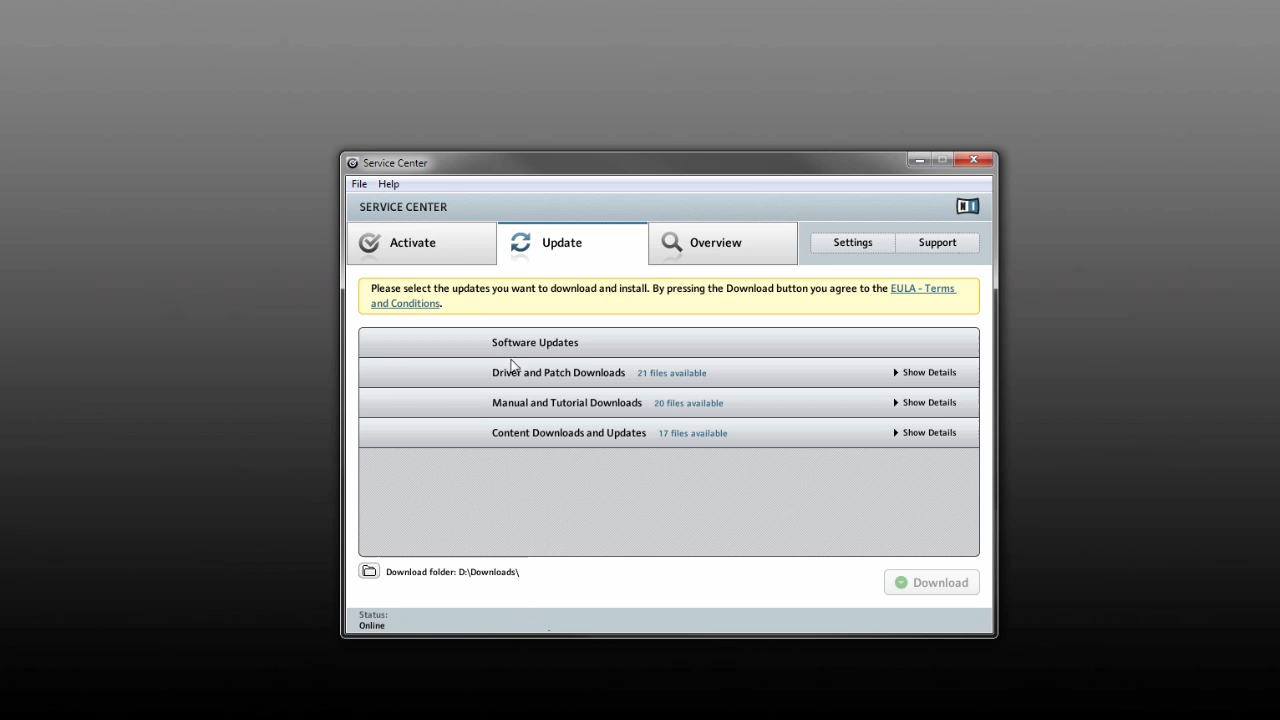 Service Center
File Help
SERVICE CENTER
NI
Activate Update Overview Settings Support
Please select the updates you want to download and install. By pressing the Download button you agree to the EULA - Terms
and Conditions.
Software Updates
Driver and Patch Downloads 21 files available Show Details
Manual and Tutorial Downloads 20 files available Show Details
Content Downloads and Updates 17 files available Show Details
Download folder: D:\Downloads\
Download
Status:
Online